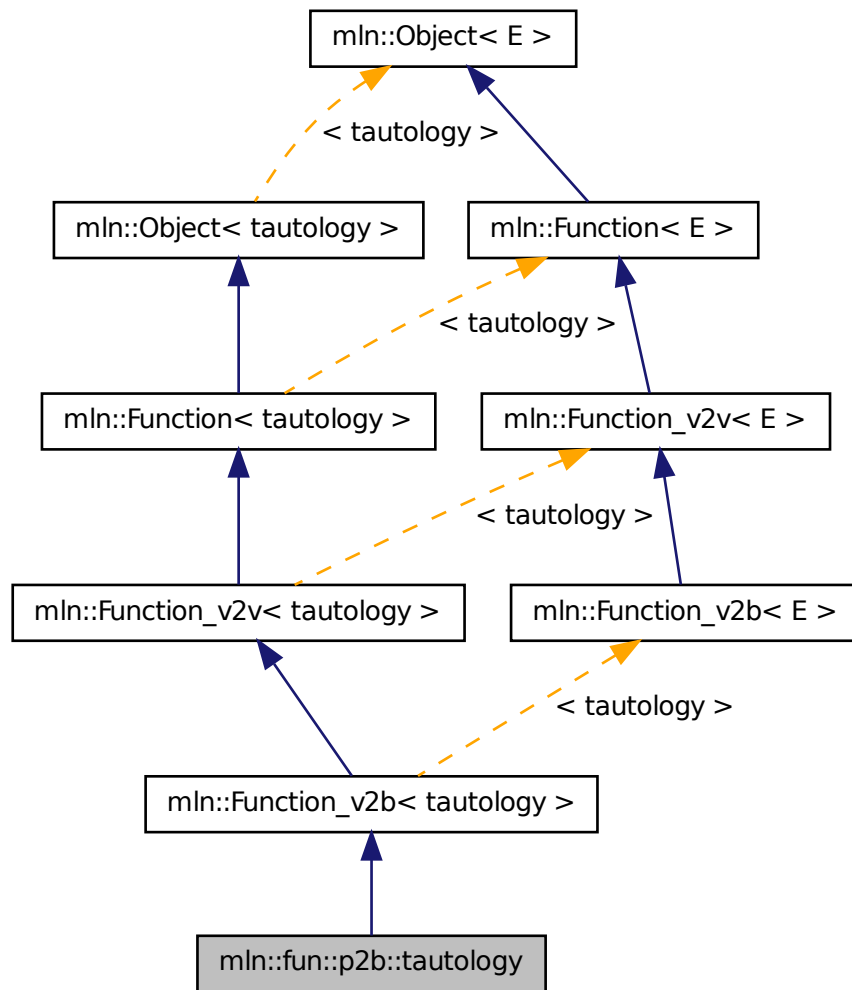 mln::Object< E >
< tautology >
mln::Object< tautology >
mln::Function< E >
< tautology >
mln::Function< tautology >
mln::Function_v2v< E >
< tautology >
mln::Function_v2v< tautology >
mln::Function_v2b< E >
< tautology >
mln::Function_v2b< tautology >
mln::fun::p2b::tautology